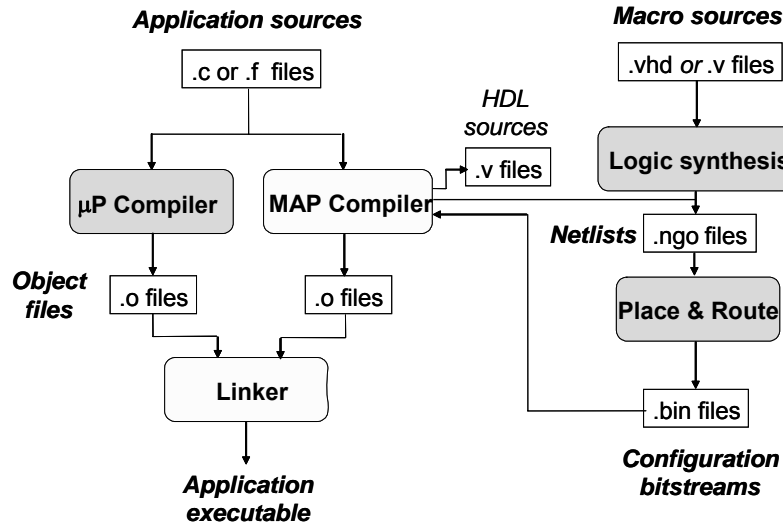 Application sources
.c or .f files
Macro sources
.vhd or .v files
HDL
sources
.v files
Logic synthesis
μP Compiler
MAP Compiler
Netlists
.ngo files
Object
files
.o files
.o files
Place & Route
Linker
.bin files
Application
executable
Configuration
bitstreams